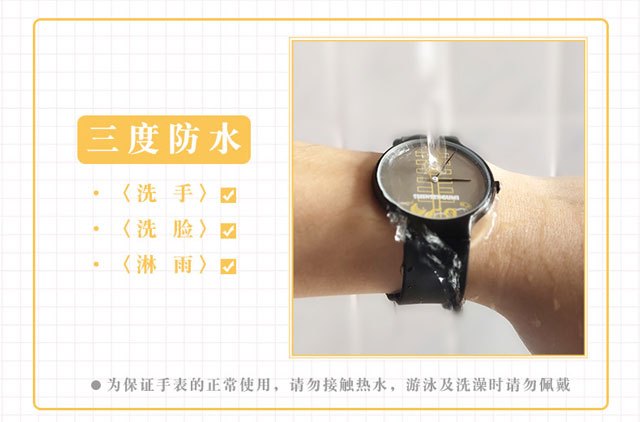 三度防水
• 〈洗 手〉☑
• 〈洗 脸〉☑
• 〈淋 雨〉☑
●为保证手表的正常使用，请勿接触热水，游泳及洗澡时请勿佩戴